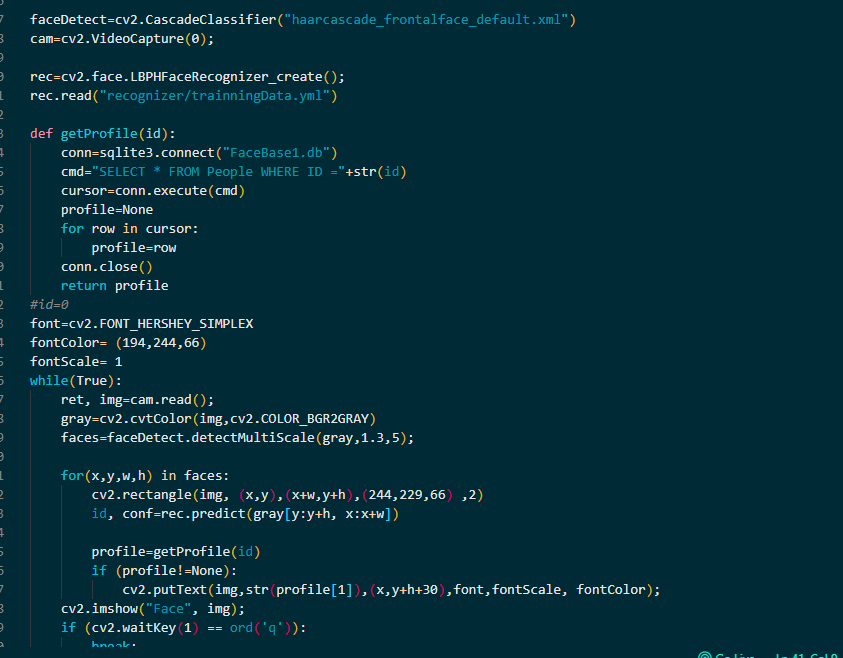 faceDetect=cv2.CascadeClassifier("haarcascade_frontalface_default.xml")
cam=cv2.VideoCapture(0);
rec=cv2.face.LBPHFaceRecognizer_create();
rec.read("recognizer/trainningData.yml")
def getProfile(id):
    conn=sqlite3.connect("FaceBase1.db")
    cmd="SELECT * FROM People WHERE ID ="+str(id)
    cursor=conn.execute(cmd)
    profile=None
    for row in cursor:
        profile=row
    conn.close()
    return profile
#id=0
font=cv2.FONT_HERSHEY_SIMPLEX
fontColor= (194,244,66)
fontScale= 1
while(True):
    ret, img=cam.read();
    gray=cv2.cvtColor(img,cv2.COLOR_BGR2GRAY)
    faces=faceDetect.detectMultiScale(gray,1.3,5);
    for(x,y,w,h) in faces:
        cv2.rectangle(img, (x,y),(x+w,y+h),(244,229,66) ,2)
        id, conf=rec.predict(gray[y:y+h, x:x+w])
        profile=getProfile(id)
        if (profile!=None):
            cv2.putText(img,str(profile[1]),(x,y+h+30),font,fontScale, fontColor);
    cv2.imshow("Face", img);
    if (cv2.waitKey(1) == ord('q')):
        break;